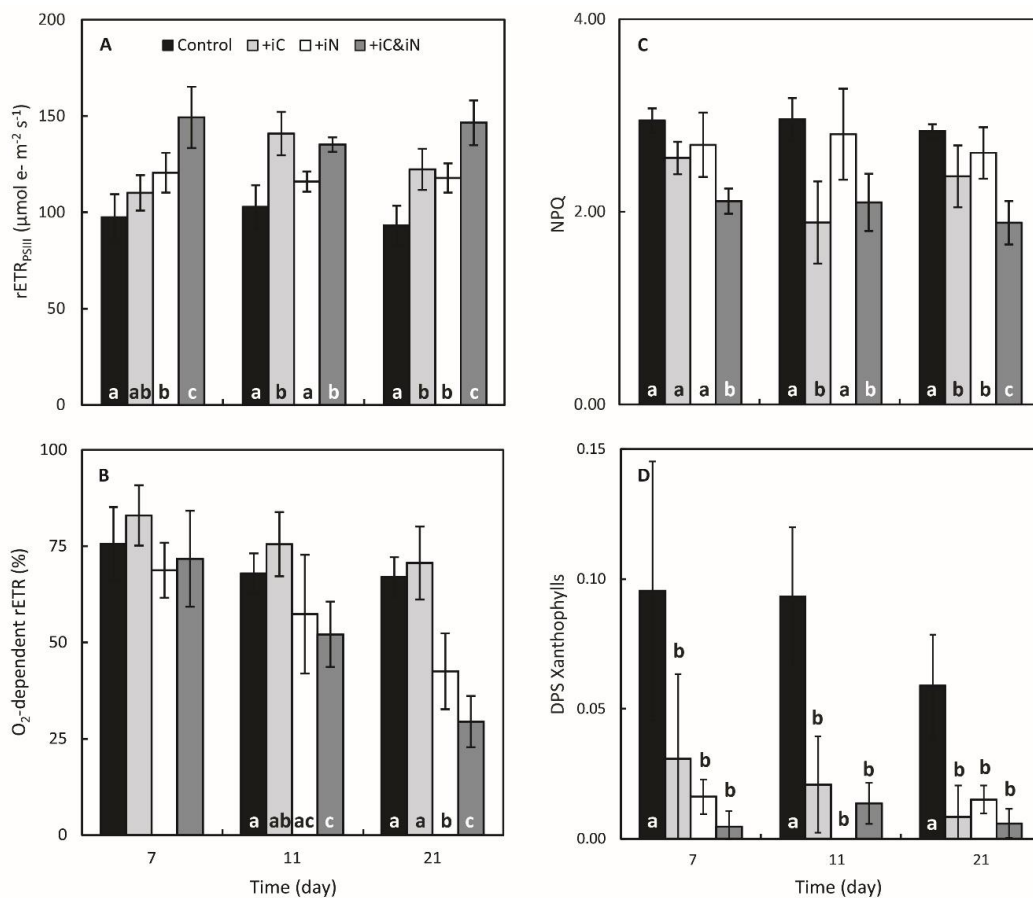 A Control +iC +iN +iC&iN
200
150
100
50
0
rETRPSIII (µmol e- m-2 s-1)
a ab b c a b a b a b b c
C
4.00
2.00
0.00
NPQ
a a a b a b a b a b b c
B
100
75
50
25
0
O2-dependent rETR (%)
a ab ac c a a b c
7 11 21
Time (day)
D
0.15
0.10
0.05
0.00
DPS Xanthophylls
a b b b a b b b a b b b
7 11 21
Time (day)